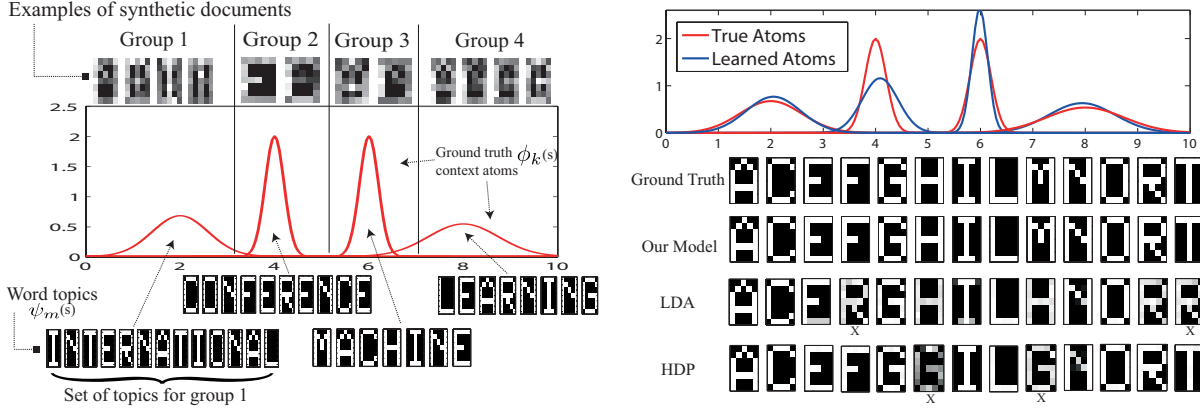 Examples of synthetic documents
Group 1 Group 2 Group 3 Group 4
2.5
2
1.5
1
0.5
0
Ground truth ϕk(s)
context atoms
0 2 4 6 8 10
CONFERENCE
LEARNING
Word topics
ψm(s)
INTERNATIONAL
MACHINE
Set of topics for group 1
2
1
0
True Atoms
Learned Atoms
0 1 2 3 4 5 6 7 8 9 10
Ground Truth A C E F G H I L M N O R T
Our Model A C E F G H I L M N O R T
LDA
X X
HDP
X X